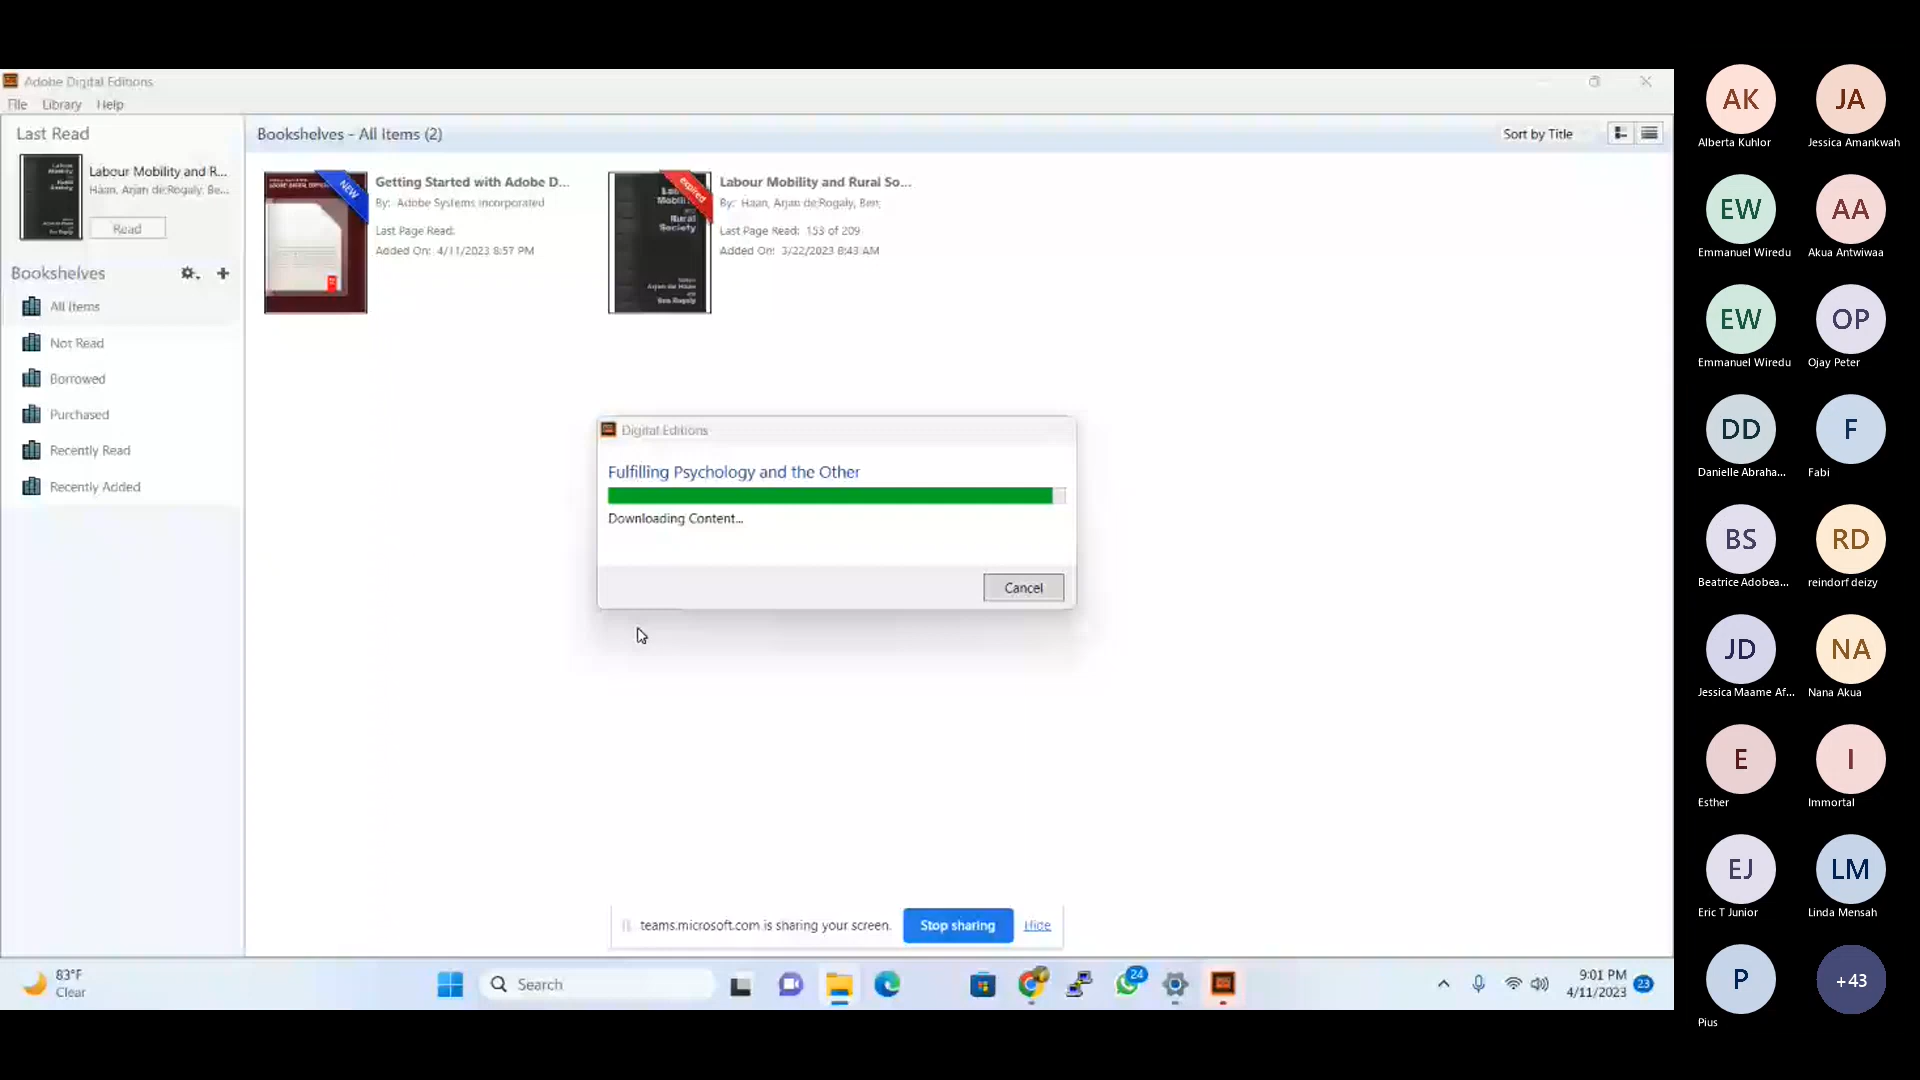 Adobe Digital Editions
File Library Help
Last Read
Labour Mobility and R...
Haan, Arjan de;Rogaly, Be...
Read
Bookshelves
All Items
Not Read
Borrowed
Purchased
Recently Read
Recently Added
Bookshelves - All Items (2)
Sort by Title
NEW
Getting Started with Adobe D...
By: Adobe Systems Incorporated
Last Page Read:
Added On: 4/11/2023 8:57 PM
expired
Rural
Society
Labour Mobility and Rural So...
By: Haan, Arjan de;Rogaly, Ben;
Last Page Read: 153 of 209
Added On: 3/22/2023 8:43 AM
Digital Editions
Fulfilling Psychology and the Other
Downloading Content...
Cancel
teams.microsoft.com is sharing your screen.
Stop sharing
Hide
83°F
Clear
Search
24
9:01 PM
4/11/2023
23
AK
Alberta Kuhlor
JA
Jessica Amankwah
EW
Emmanuel Wiredu
AA
Akua Antwiwaa
EW
Emmanuel Wiredu
OP
Ojay Peter
DD
Danielle Abraha...
F
Fabi
BS
Beatrice Adobea...
RD
reindorf deizy
JD
Jessica Maame Af...
NA
Nana Akua
E
Esther
I
Immortal
EJ
Eric T Junior
LM
Linda Mensah
P
Pius
+43